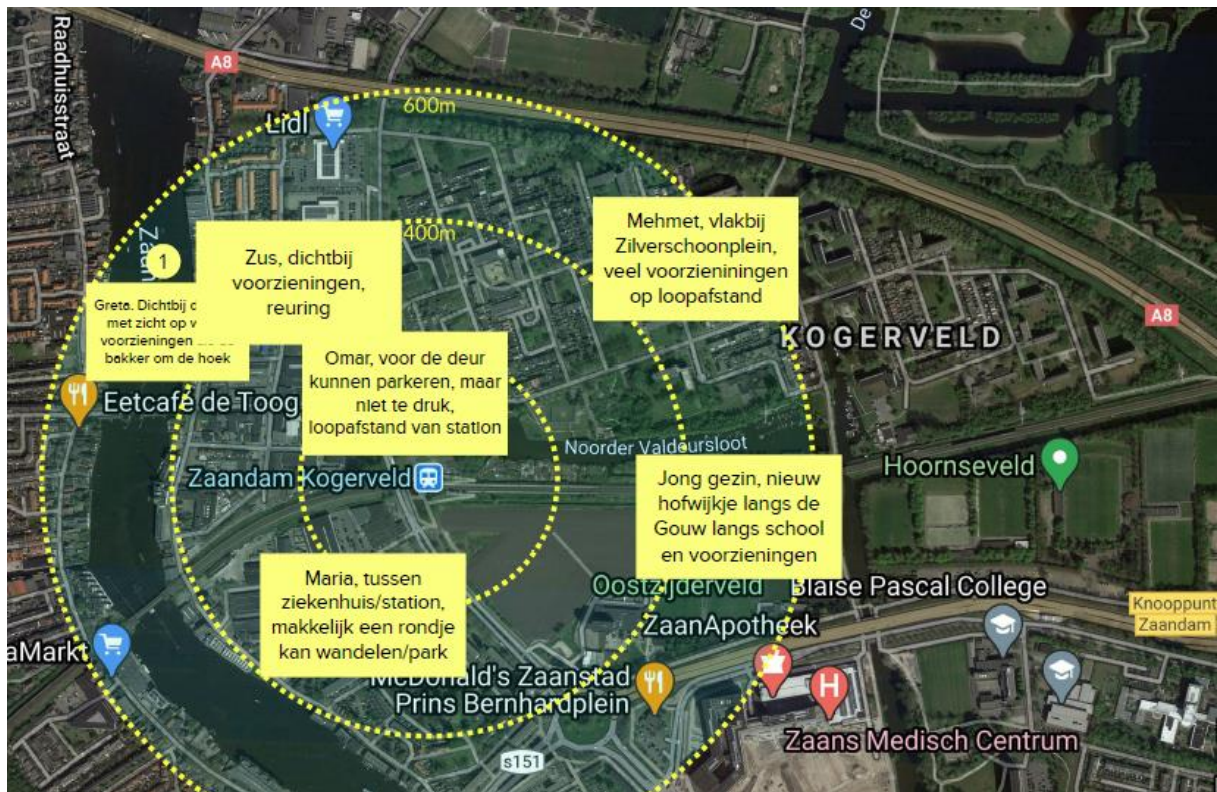 Raadhuisstraat
A8
De
600m
Lidl
Zaan
1
400m
Zus, dichtbij
voorzieningen,
reuring
Mehmet, vlakbij
Zilverschoonplein,
veel voorzieniningen
op loopafstand
Greta. Dichtbij
met zicht op
voorzieningen
bakker om de hoek
A8
KOGERVELD
Omar, voor de deur
kunnen parkeren, maar
niet te druk,
loopafstand van station
Eetcafé de Toog
Noorder Valdeursloot
Hoornseveld
Zaandam Kogerveld
Jong gezin, nieuw
hofwijkje langs de
Gouw langs school
en voorzieningen
Maria, tussen
ziekenhuis/station,
makkelijk een rondje
kan wandelen/park
Oostzijderveld
Blaise Pascal College
Knooppunt
Zaandam
ZaanApotheek
aMarkt
McDonald's Zaanstad
Prins Bernhardplein
H
Zaans Medisch Centrum
s151